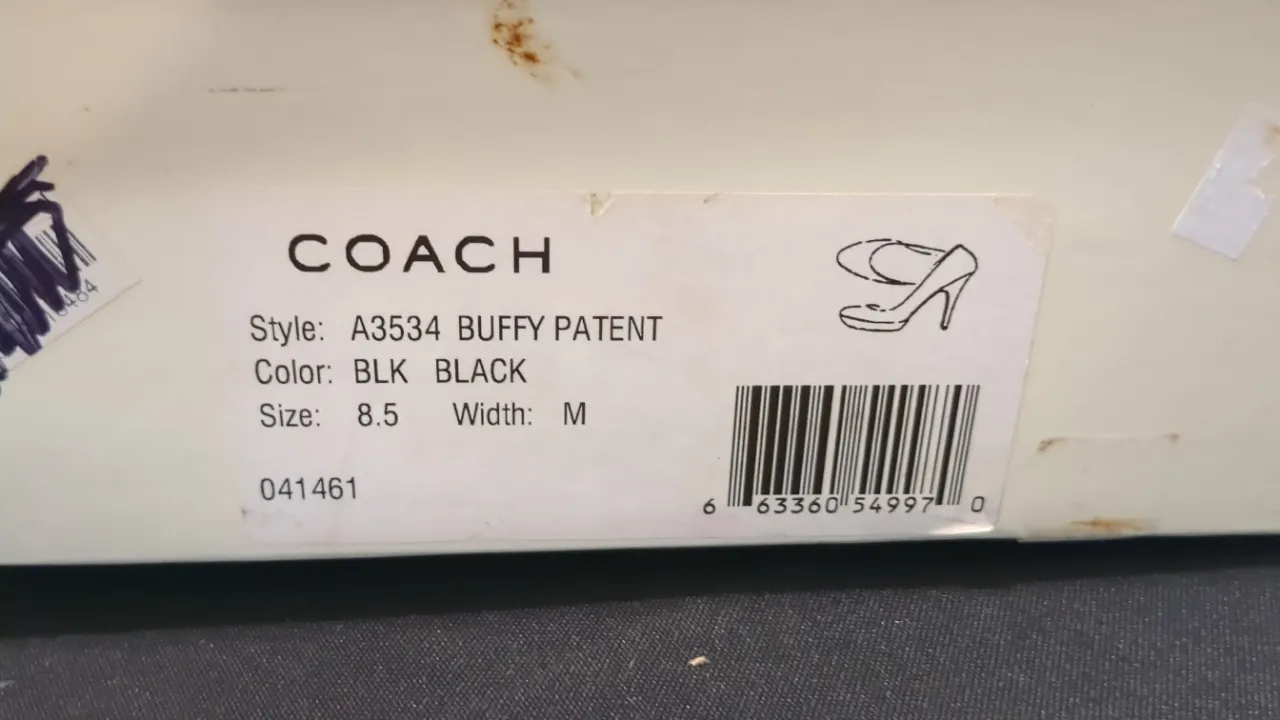 COACH
Style: A3534 BUFFY PATENT
Color: BLK BLACK
Size: 8.5 Width: M
041461
6 63360 54997 0